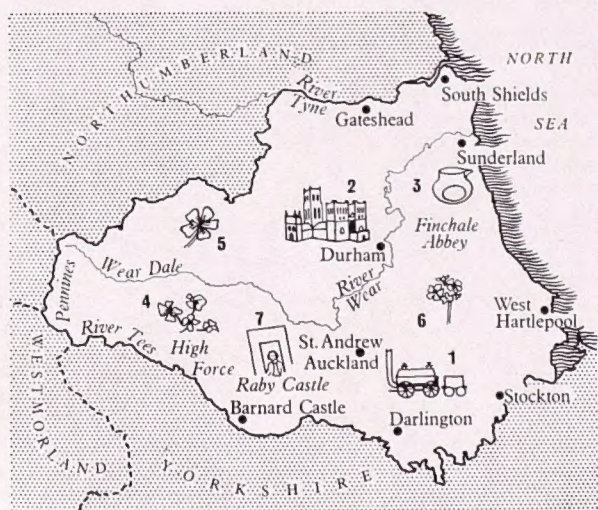 NORTHUMBERLAND
River
Tyne
NORTH
SEA
South Shields
Gateshead
Sunderland
2
3
Finchale
Abbey
5
Durham
Wear Dale
River
Wear
Pennines
4
6
West
Hartlepool
River Tees
High
Force
7
St. Andrew
Auckland
1
Raby Castle
Stockton
Barnard Castle
Darlington
WESTMORLAND
YORKSHIRE